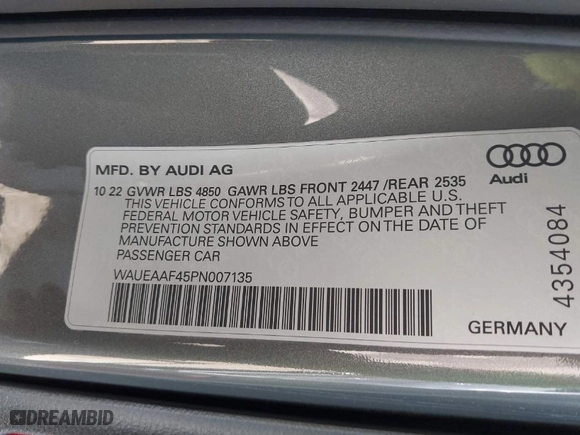 MFD. BY AUDI AG
10 22 GVWR LBS 4850 GAWR LBS FRONT 2447 /REAR 2535
THIS VEHICLE CONFORMS TO ALL APPLICABLE U.S.
FEDERAL MOTOR VEHICLE SAFETY, BUMPER AND THEFT
PREVENTION STANDARDS IN EFFECT ON THE DATE OF
MANUFACTURE SHOWN ABOVE
PASSENGER CAR
WAUEAAF45PN007135
Audi
4354084
GERMANY
DREAMBID